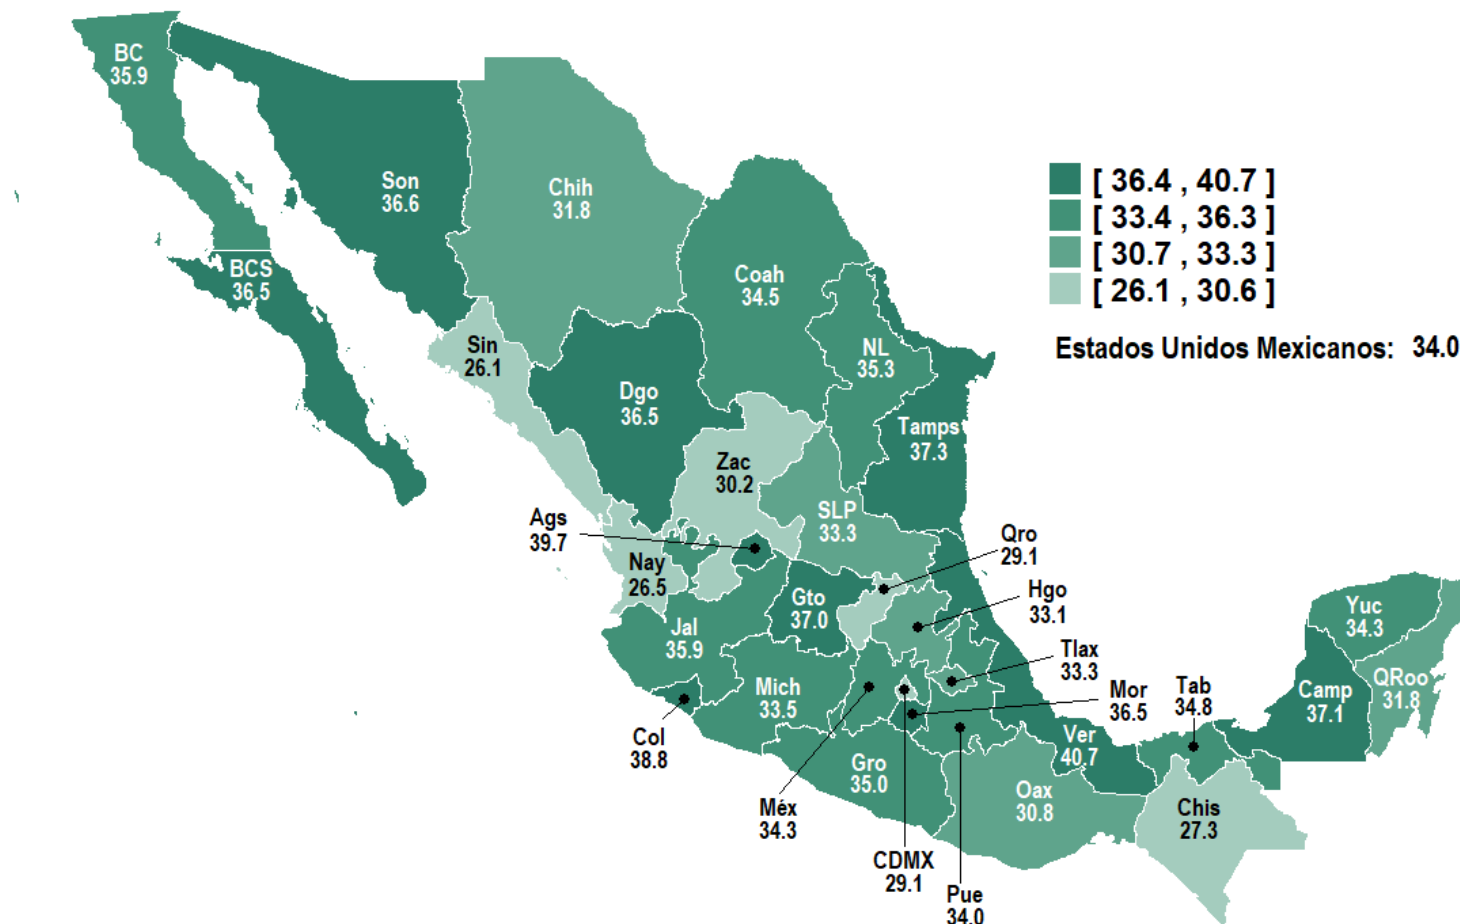 BC
35.9
Son
36.6
Chih
31.8
[ 36.4 , 40.7 ]
[ 33.4 , 36.3 ]
[ 30.7 , 33.3 ]
[ 26.1 , 30.6 ]
Estados Unidos Mexicanos: 34.0
BCS
36.5
Coah
34.5
Sin
26.1
NL
35.3
Dgo
36.5
Tamps
37.3
Zac
30.2
SLP
33.3
Ags
39.7
Qro
29.1
Nay
26.5
Gto
37.0
Hgo
33.1
Yuc
34.3
Jal
35.9
Tlax
33.3
QRoo
31.8
Mich
33.5
Mor
36.5
Tab
34.8
Camp
37.1
Col
38.8
Ver
40.7
Gro
35.0
Oax
30.8
Méx
34.3
Chis
27.3
CDMX
29.1
Pue
34.0